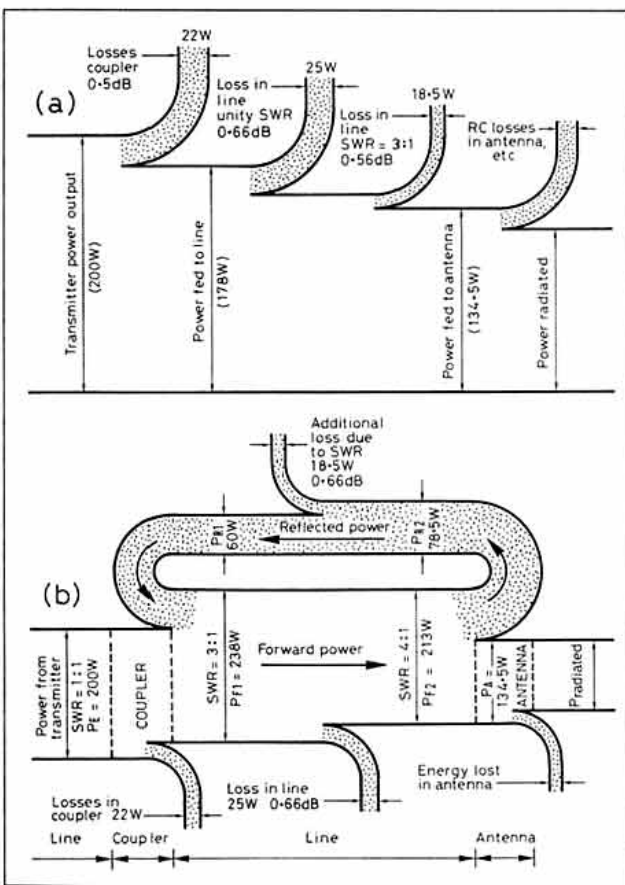 (a)
22W
Losses
coupler
0·5dB
25W
Loss in
line
unity SWR
0·66dB
18·5W
Loss in
line
SWR = 3:1
0·56dB
RC losses
in antenna,
etc
Transmitter power output
(200W)
Power fed to line
(178W)
Power fed to antenna
(134·5W)
Power radiated
(b)
Additional
loss due
to SWR
18·5W
0·66dB
PR1
60W
Reflected power
PR2
78·5W
Power from
transmitter
SWR = 1:1
PE = 200W
COUPLER
SWR = 3:1
PF1 = 238W
Forward power
SWR = 4:1
PF2 = 213W
PA =
134·5W
ANTENNA
Pradiated
Losses in
coupler 22W
Loss in line
25W 0·66dB
Energy lost
in antenna
Line
Coupler
Line
Antenna